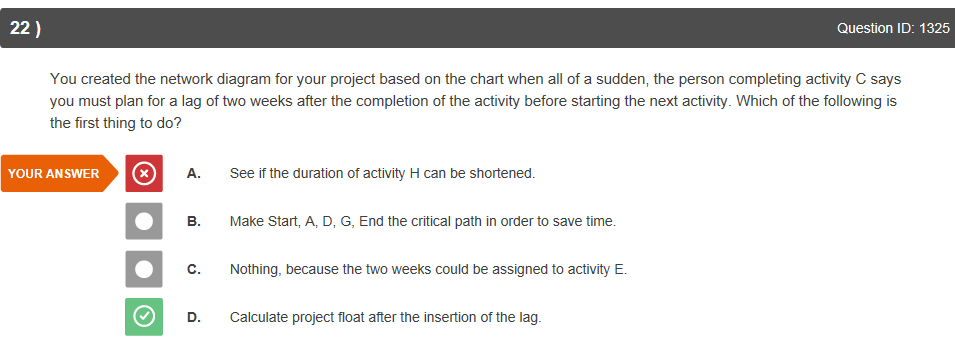 22 ) Question ID: 1325
You created the network diagram for your project based on the chart when all of a sudden, the person completing activity C says
you must plan for a lag of two weeks after the completion of the activity before starting the next activity. Which of the following is
the first thing to do?
YOUR ANSWER A. See if the duration of activity H can be shortened.
B. Make Start, A, D, G, End the critical path in order to save time.
C. Nothing, because the two weeks could be assigned to activity E.
D. Calculate project float after the insertion of the lag.